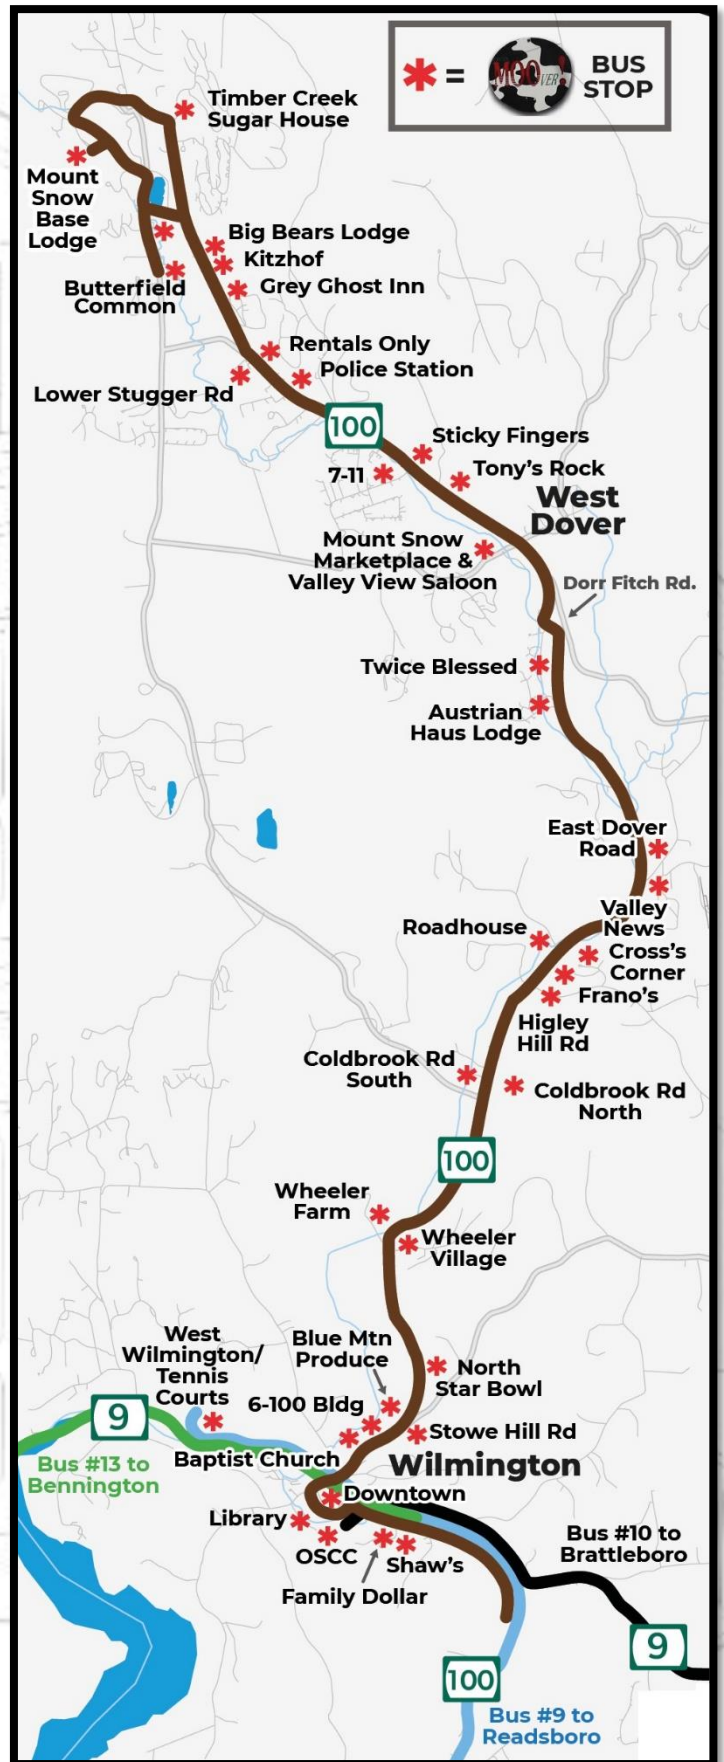 * = MOOVER! BUS
STOP
Timber Creek
Sugar House
Mount
Snow
Base
Lodge
Big Bears Lodge
Kitzhof
Grey Ghost Inn
Butterfield
Common
Rentals Only
Police Station
Lower Stugger Rd
100
Sticky Fingers
7-11
Tony's Rock
West
Dover
Mount Snow
Marketplace &
Valley View Saloon
Dorr Fitch Rd.
Twice Blessed
Austrian
Haus Lodge
East Dover
Road
Valley
News
Roadhouse
Cross's
Corner
Frano's
Higley
Hill Rd
Coldbrook Rd
South
Coldbrook Rd
North
100
Wheeler
Farm
Wheeler
Village
West
Wilmington/
Tennis
Courts
Blue Mtn
Produce
North
Star Bowl
6-100 Bldg
9
Stowe Hill Rd
Baptist Church
Bus #13 to
Bennington
Wilmington
Downtown
Library
OSCC
Shaw's
Family Dollar
Bus #10 to
Brattleboro
9
100
Bus #9 to
Readsboro